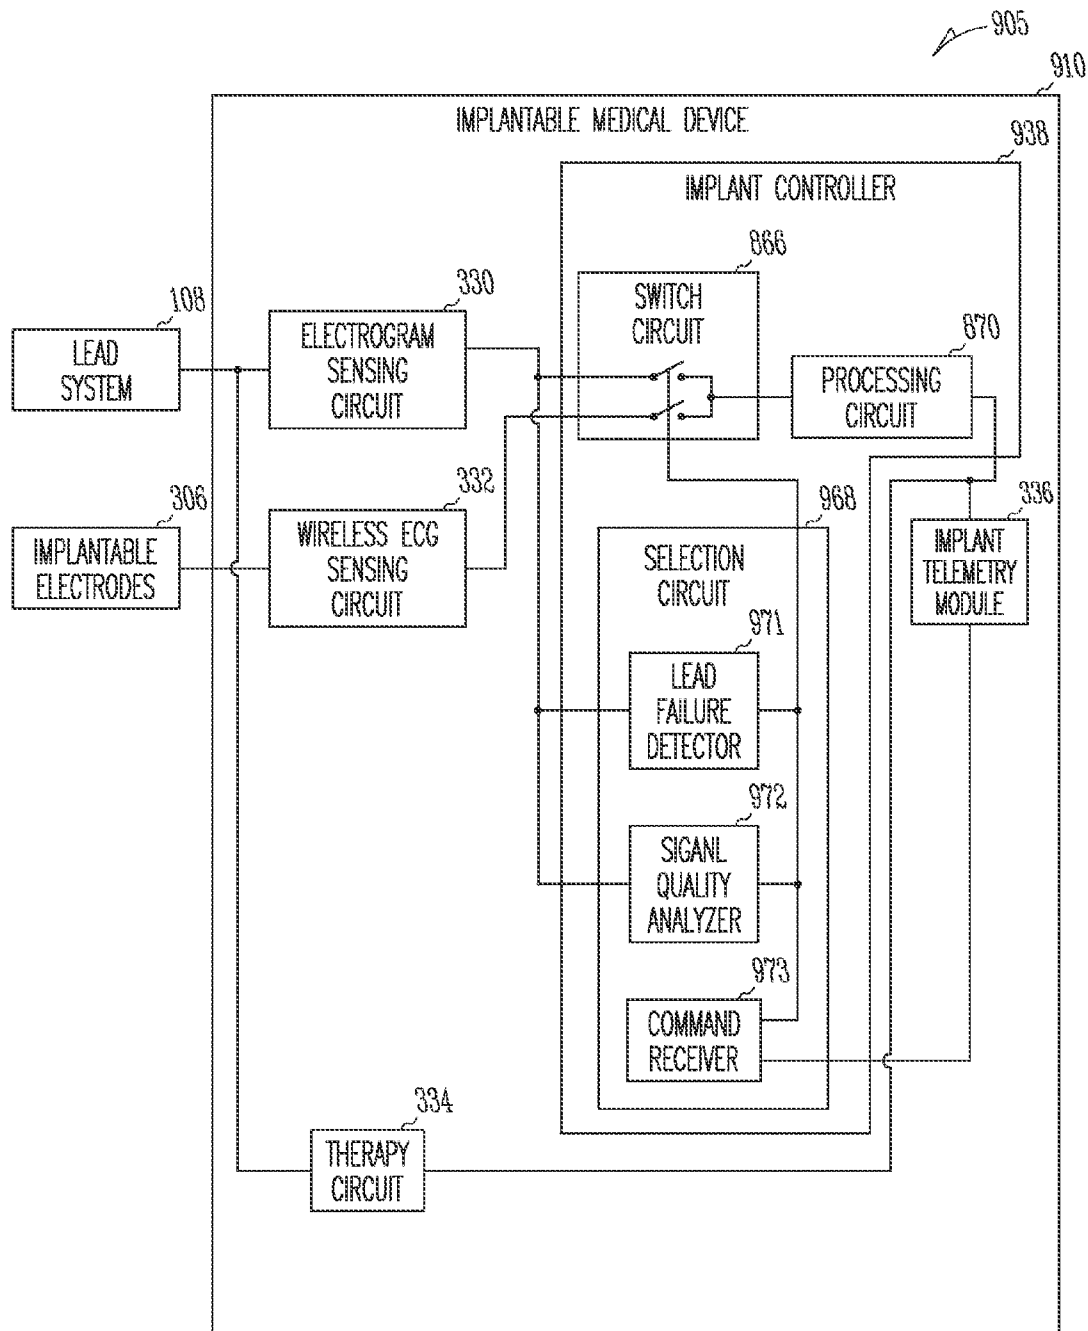 905
910
IMPLANTABLE MEDICAL DEVICE
938
IMPLANT CONTROLLER
866
SWITCH
CIRCUIT
330
ELECTROGRAM
SENSING
CIRCUIT
108
LEAD
SYSTEM
870
PROCESSING
CIRCUIT
332
WIRELESS ECG
SENSING
CIRCUIT
306
IMPLANTABLE
ELECTRODES
968
SELECTION
CIRCUIT
336
IMPLANT
TELEMETRY
MODULE
971
LEAD
FAILURE
DETECTOR
972
SIGANL
QUALITY
ANALYZER
973
COMMAND
RECEIVER
334
THERAPY
CIRCUIT